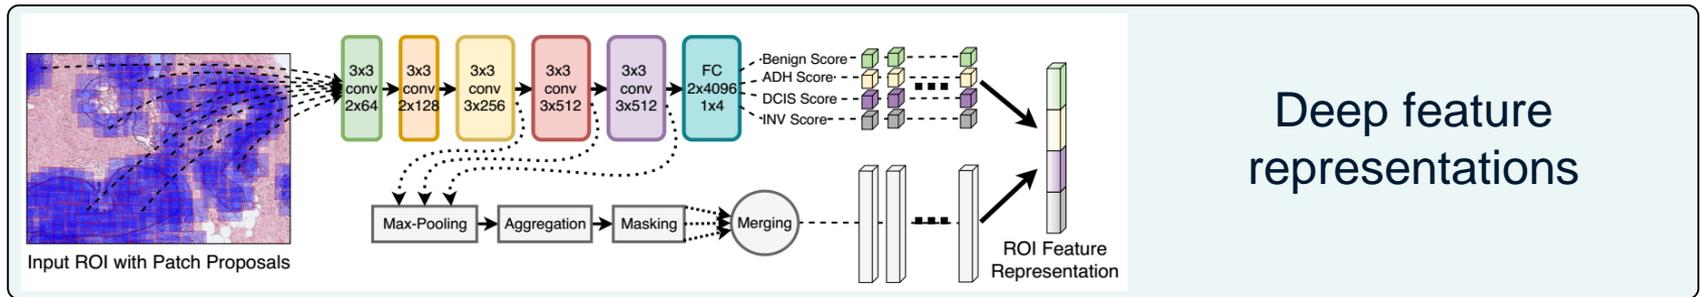 3x3
conv
2x64
3x3
conv
2x128
3x3
conv
3x256
3x3
conv
3x512
3x3
conv
3x512
FC
2x4096
1x4
Benign Score
ADH Score
DCIS Score
INV Score
Max-Pooling
Aggregation
Masking
Merging
Input ROI with Patch Proposals
ROI Feature
Representation
Deep feature
representations